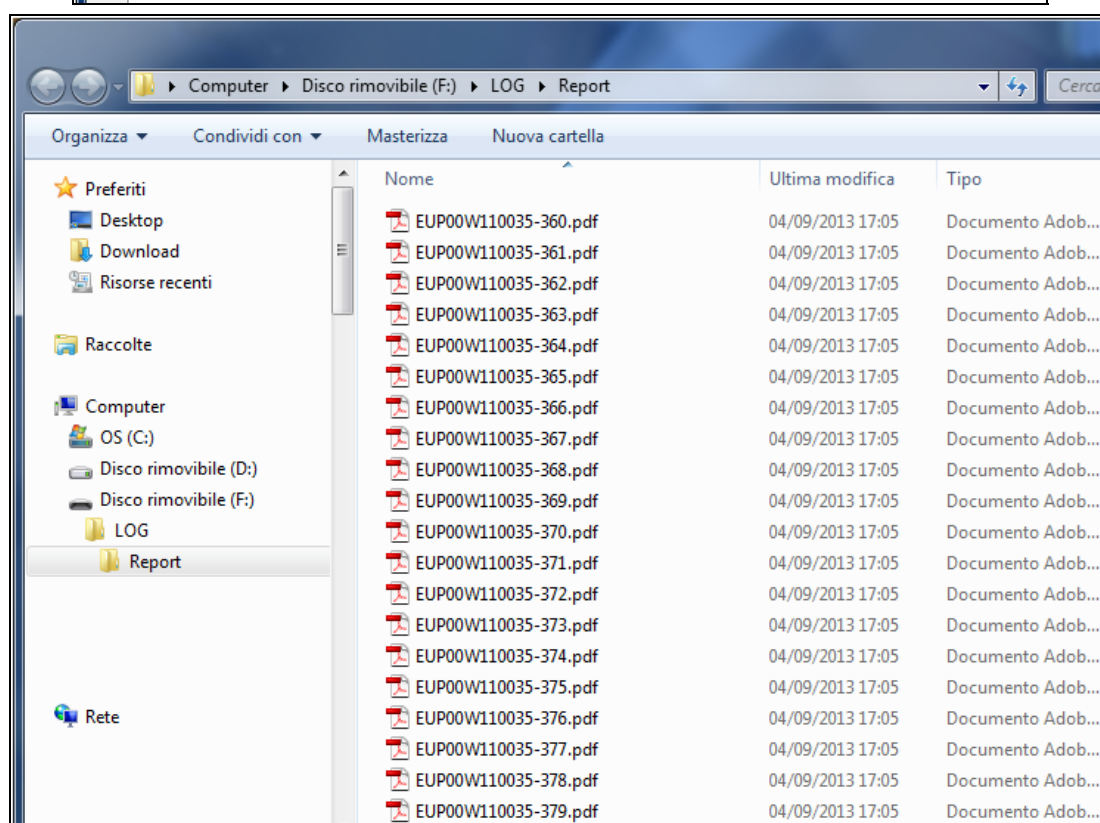 Computer Disco rimovibile (F:) LOG Report Cerca
Organizza Condividi con Masterizza Nuova cartella
Nome Ultima modifica Tipo
Preferiti
Desktop
Download
Risorse recenti
Raccolte
Computer
OS (C:)
Disco rimovibile (D:)
Disco rimovibile (F:)
LOG
Report
Rete
EUP00W110035-360.pdf 04/09/2013 17:05 Documento Adob...
EUP00W110035-361.pdf 04/09/2013 17:05 Documento Adob...
EUP00W110035-362.pdf 04/09/2013 17:05 Documento Adob...
EUP00W110035-363.pdf 04/09/2013 17:05 Documento Adob...
EUP00W110035-364.pdf 04/09/2013 17:05 Documento Adob...
EUP00W110035-365.pdf 04/09/2013 17:05 Documento Adob...
EUP00W110035-366.pdf 04/09/2013 17:05 Documento Adob...
EUP00W110035-367.pdf 04/09/2013 17:05 Documento Adob...
EUP00W110035-368.pdf 04/09/2013 17:05 Documento Adob...
EUP00W110035-369.pdf 04/09/2013 17:05 Documento Adob...
EUP00W110035-370.pdf 04/09/2013 17:05 Documento Adob...
EUP00W110035-371.pdf 04/09/2013 17:05 Documento Adob...
EUP00W110035-372.pdf 04/09/2013 17:05 Documento Adob...
EUP00W110035-373.pdf 04/09/2013 17:05 Documento Adob...
EUP00W110035-374.pdf 04/09/2013 17:05 Documento Adob...
EUP00W110035-375.pdf 04/09/2013 17:05 Documento Adob...
EUP00W110035-376.pdf 04/09/2013 17:05 Documento Adob...
EUP00W110035-377.pdf 04/09/2013 17:05 Documento Adob...
EUP00W110035-378.pdf 04/09/2013 17:05 Documento Adob...
EUP00W110035-379.pdf 04/09/2013 17:05 Documento Adob...